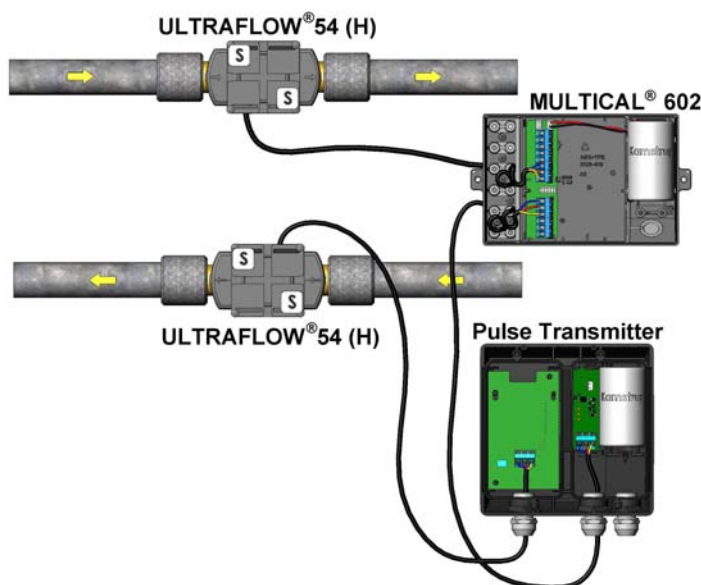 ULTRAFLOW®54 (H)
S
S
MULTICAL® 602
S
S
ULTRAFLOW®54 (H)
Pulse Transmitter